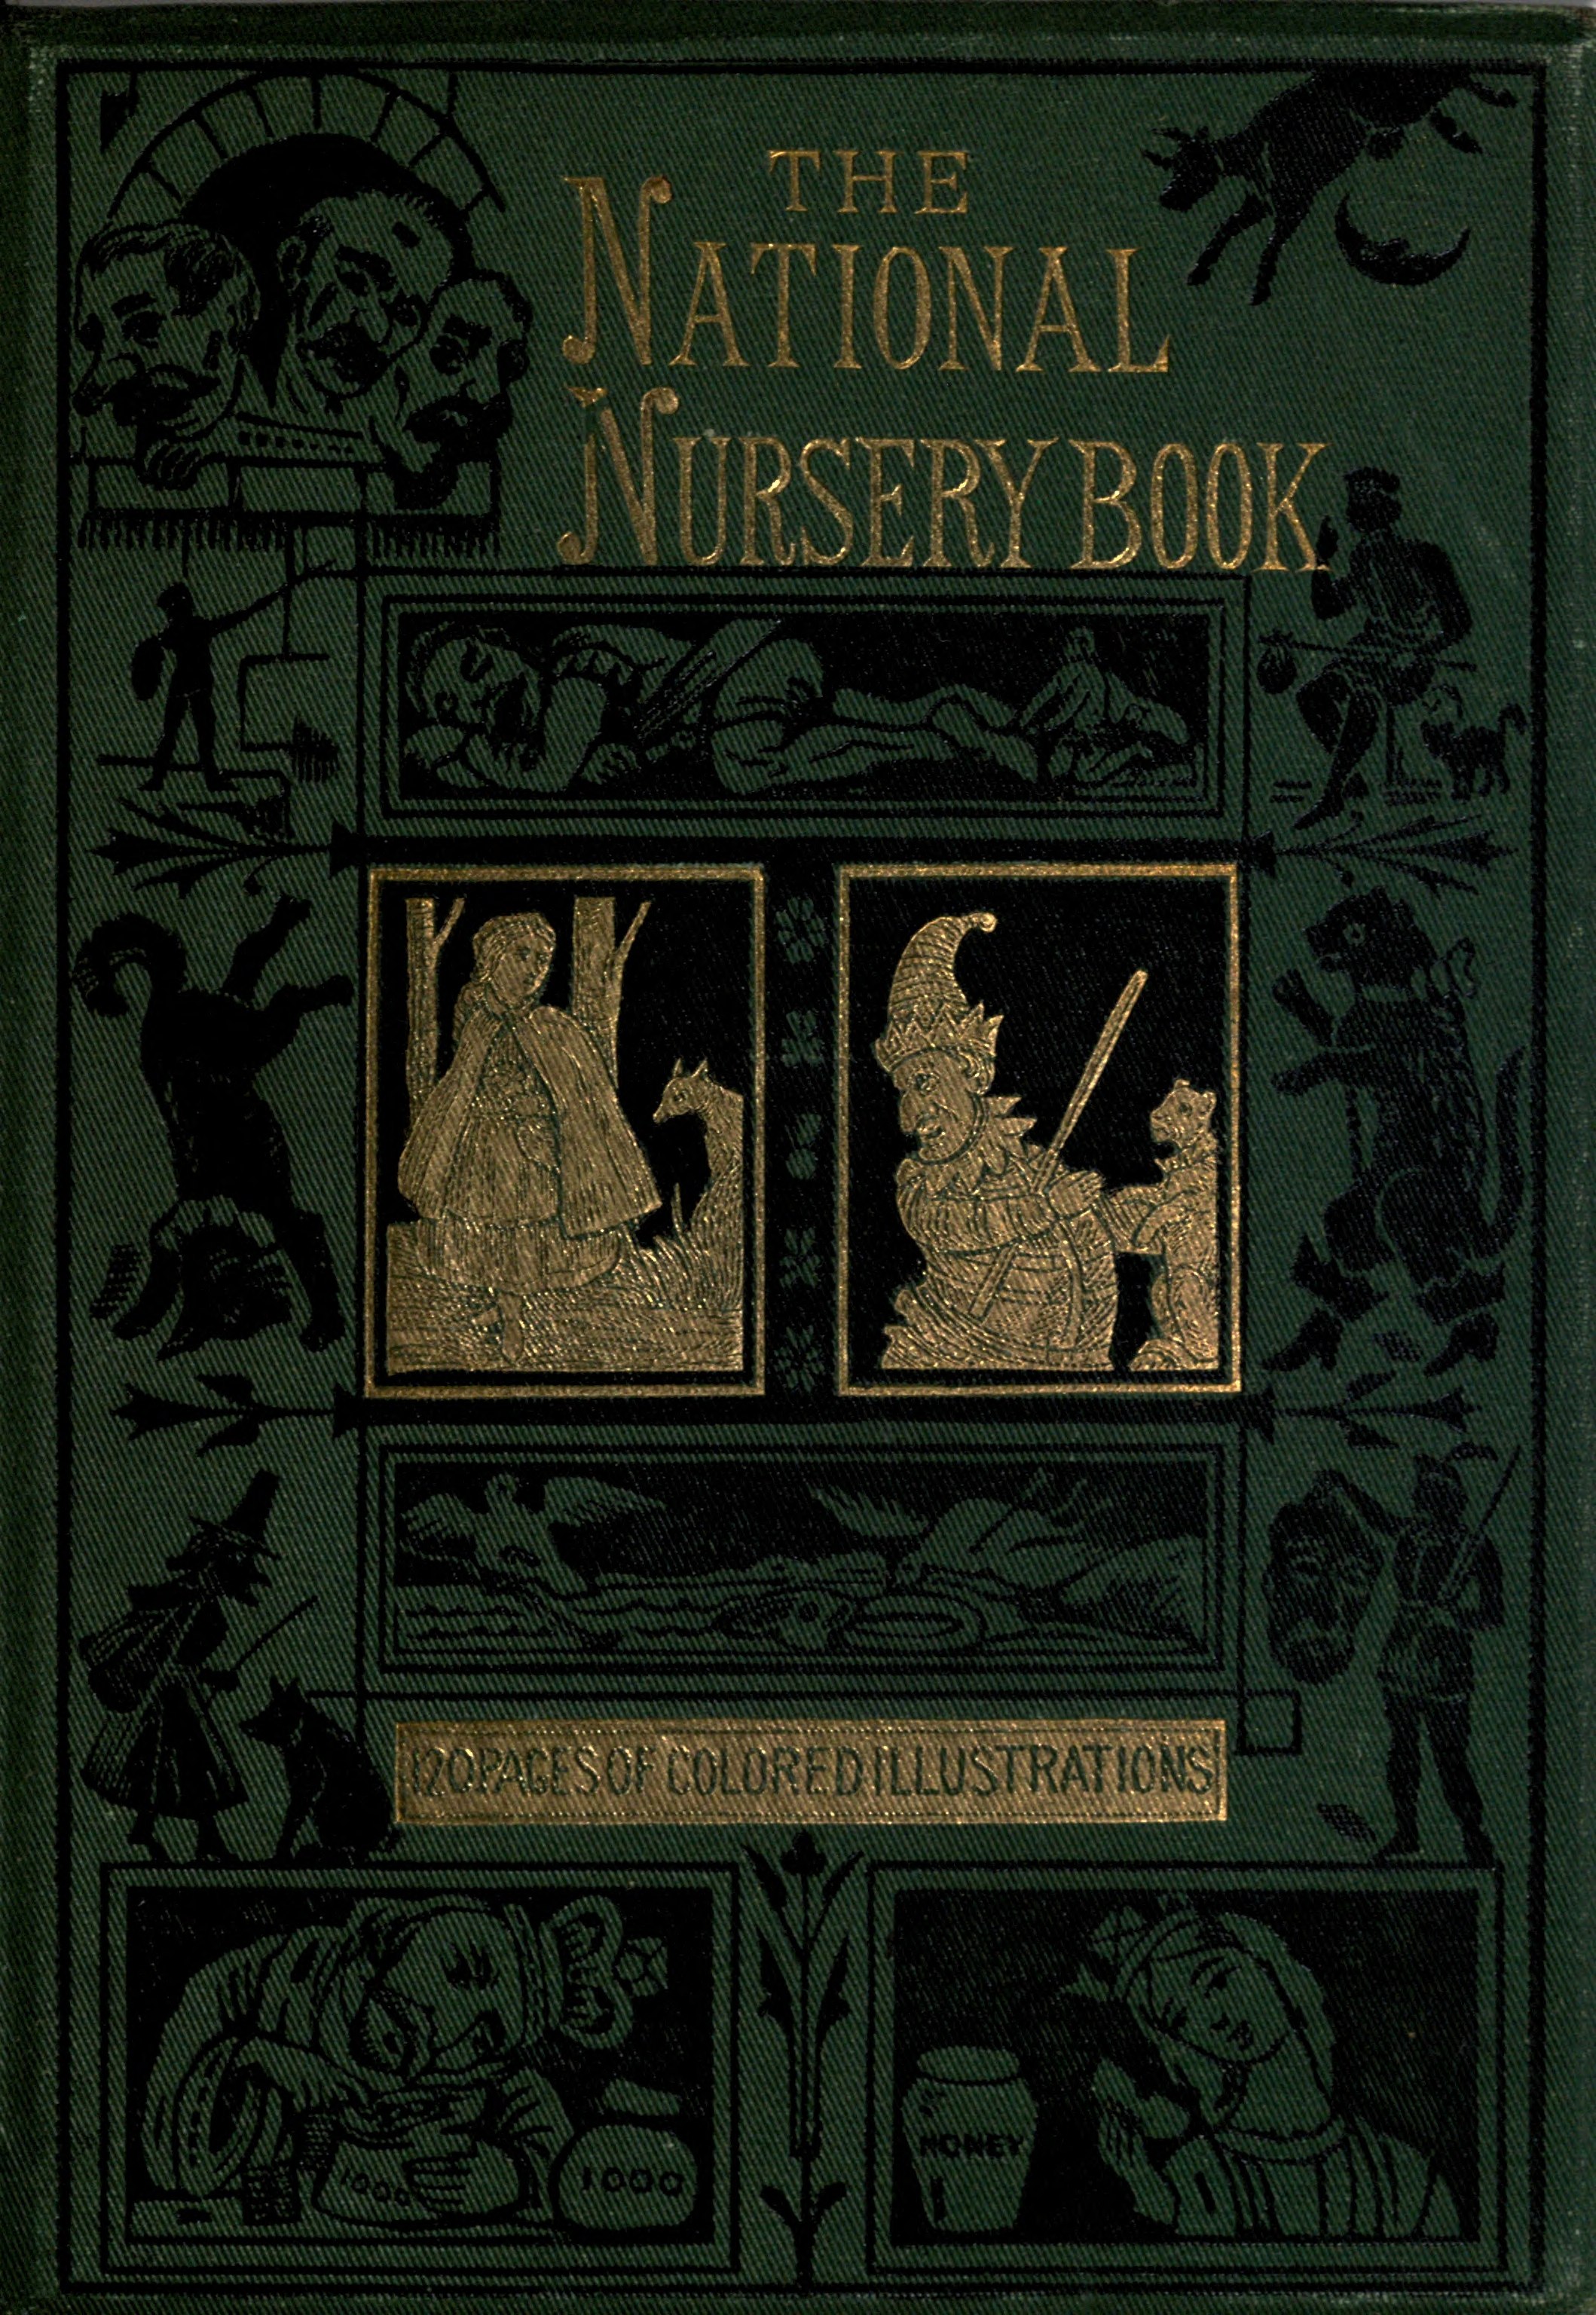 THE
NATIONAL
NURSERY BOOK
120 PAGES OF COLORED ILLUSTRATIONS
1000
1000
HONEY